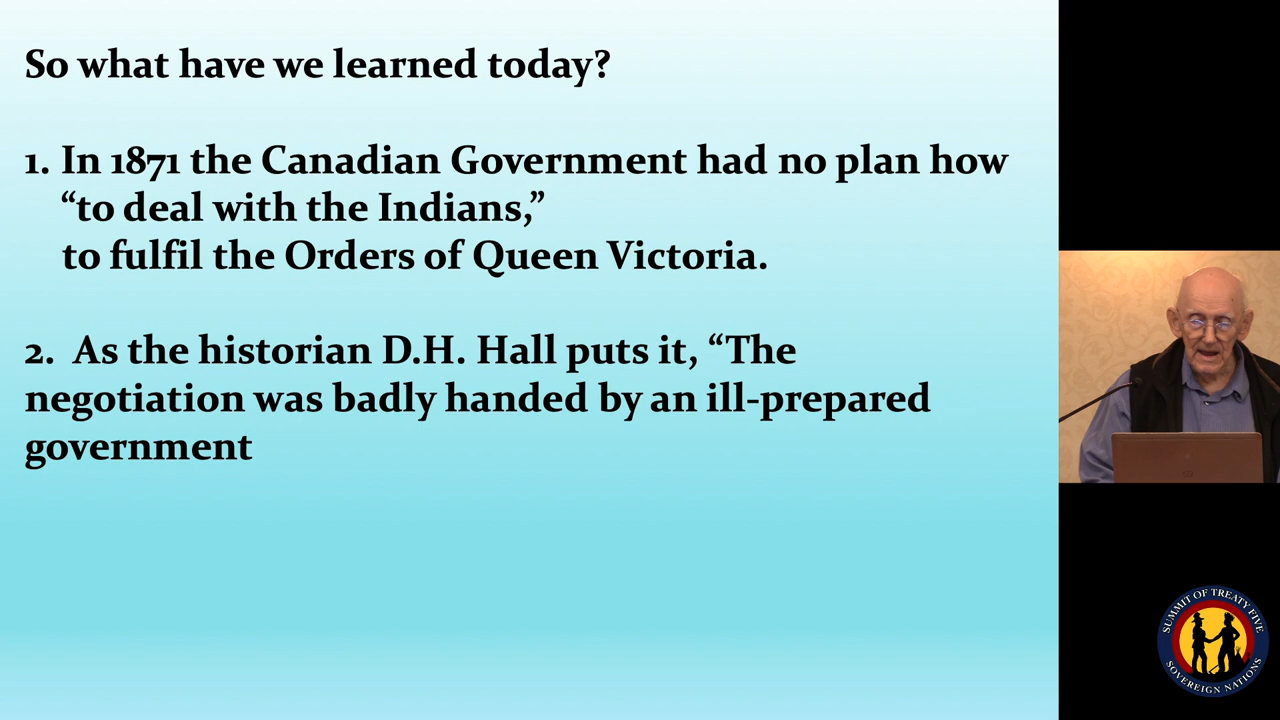 So what have we learned today?
1. In 1871 the Canadian Government had no plan how
“to deal with the Indians,”
to fulfil the Orders of Queen Victoria.
2. As the historian D.H. Hall puts it, “The
negotiation was badly handed by an ill-prepared
government
SUMMIT OF TREATY FIVE
SOVEREIGN NATIONS